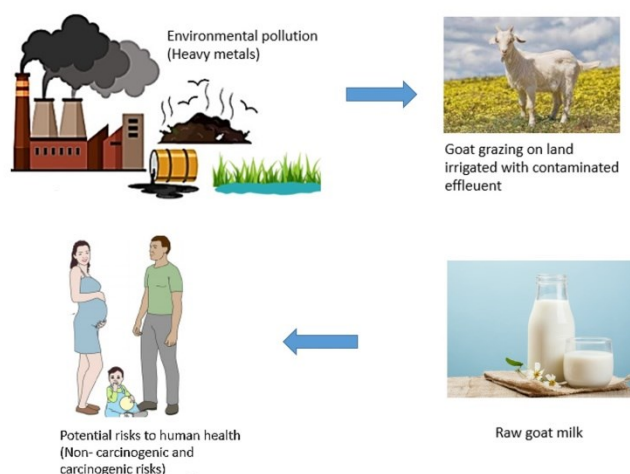 Environmental pollution
(Heavy metals)
Goat grazing on land
irrigated with contaminated
effleuent
Potential risks to human health
(Non- carcinogenic and
carcinogenic risks)
Raw goat milk